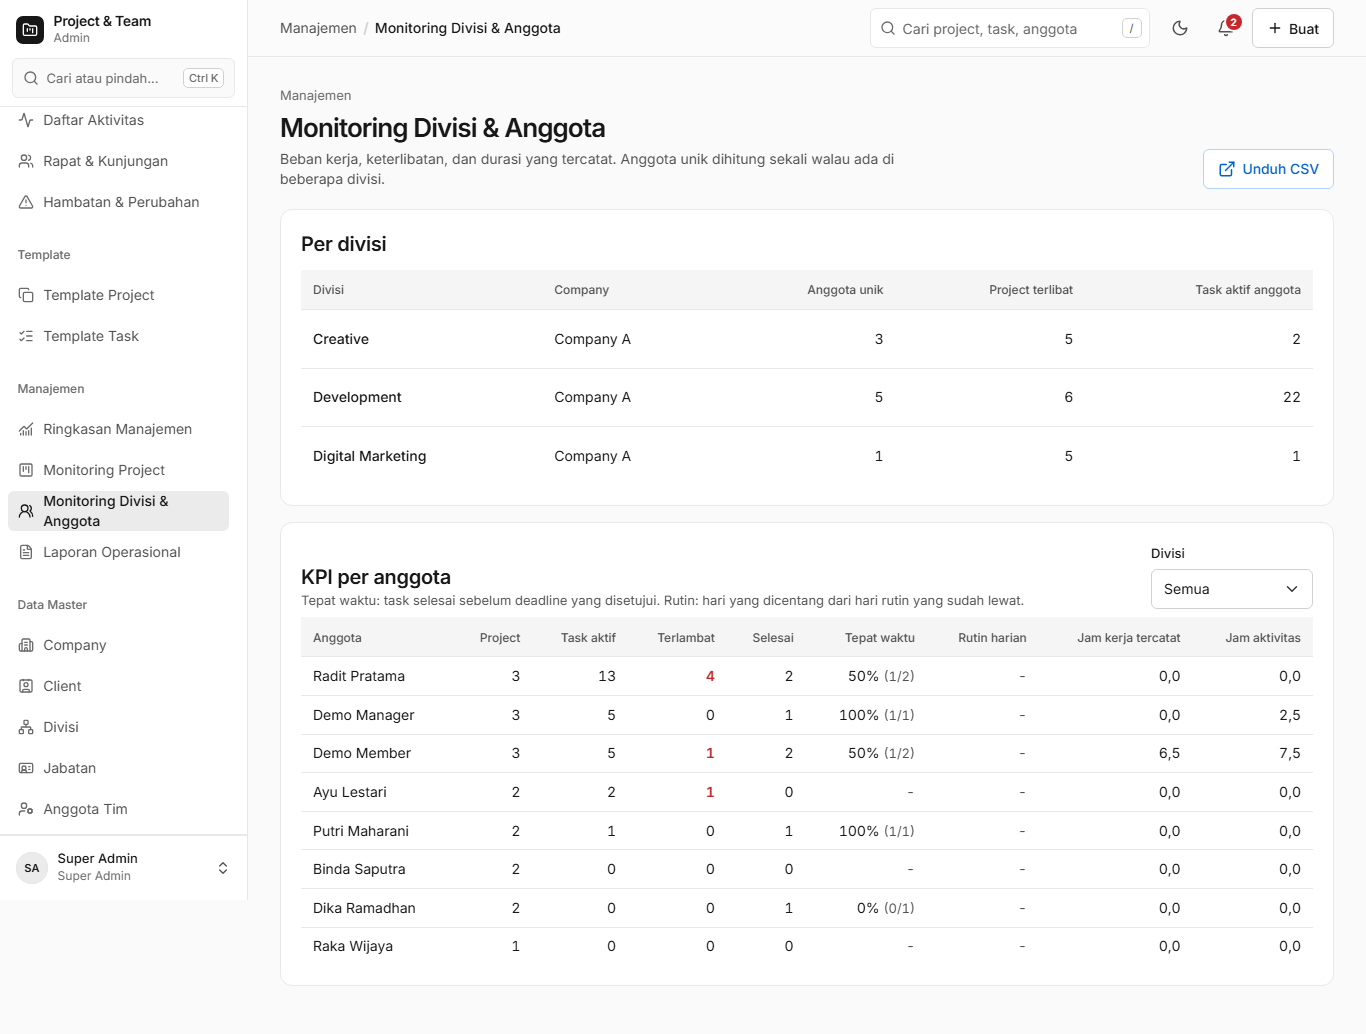 Project & Team
Admin
Cari atau pindah...
Ctrl K
Daftar Aktivitas
Rapat & Kunjungan
Hambatan & Perubahan
Template
Template Project
Template Task
Manajemen
Ringkasan Manajemen
Monitoring Project
Monitoring Divisi &
Anggota
Laporan Operasional
Data Master
Company
Client
Divisi
Jabatan
Anggota Tim
SA
Super Admin
Super Admin
Manajemen / Monitoring Divisi & Anggota
Cari project, task, anggota
/
2
Buat
Manajemen
Monitoring Divisi & Anggota
Beban kerja, keterlibatan, dan durasi yang tercatat. Anggota unik dihitung sekali walau ada di
beberapa divisi.
Unduh CSV
Per divisi
Divisi Company Anggota unik Project terlibat Task aktif anggota
Creative Company A 3 5 2
Development Company A 5 6 22
Digital Marketing Company A 1 5 1
Divisi
KPI per anggota
Semua
Tepat waktu: task selesai sebelum deadline yang disetujui. Rutin: hari yang dicentang dari hari rutin yang sudah lewat.
Anggota Project Task aktif Terlambat Selesai Tepat waktu Rutin harian Jam kerja tercatat Jam aktivitas
Radit Pratama 3 13 4 2 50% (1/2) - 0,0 0,0
Demo Manager 3 5 0 1 100% (1/1) - 0,0 2,5
Demo Member 3 5 1 2 50% (1/2) - 6,5 7,5
Ayu Lestari 2 2 1 0 - - 0,0 0,0
Putri Maharani 2 1 0 1 100% (1/1) - 0,0 0,0
Binda Saputra 2 0 0 0 - - 0,0 0,0
Dika Ramadhan 2 0 0 1 0% (0/1) - 0,0 0,0
Raka Wijaya 1 0 0 0 - - 0,0 0,0